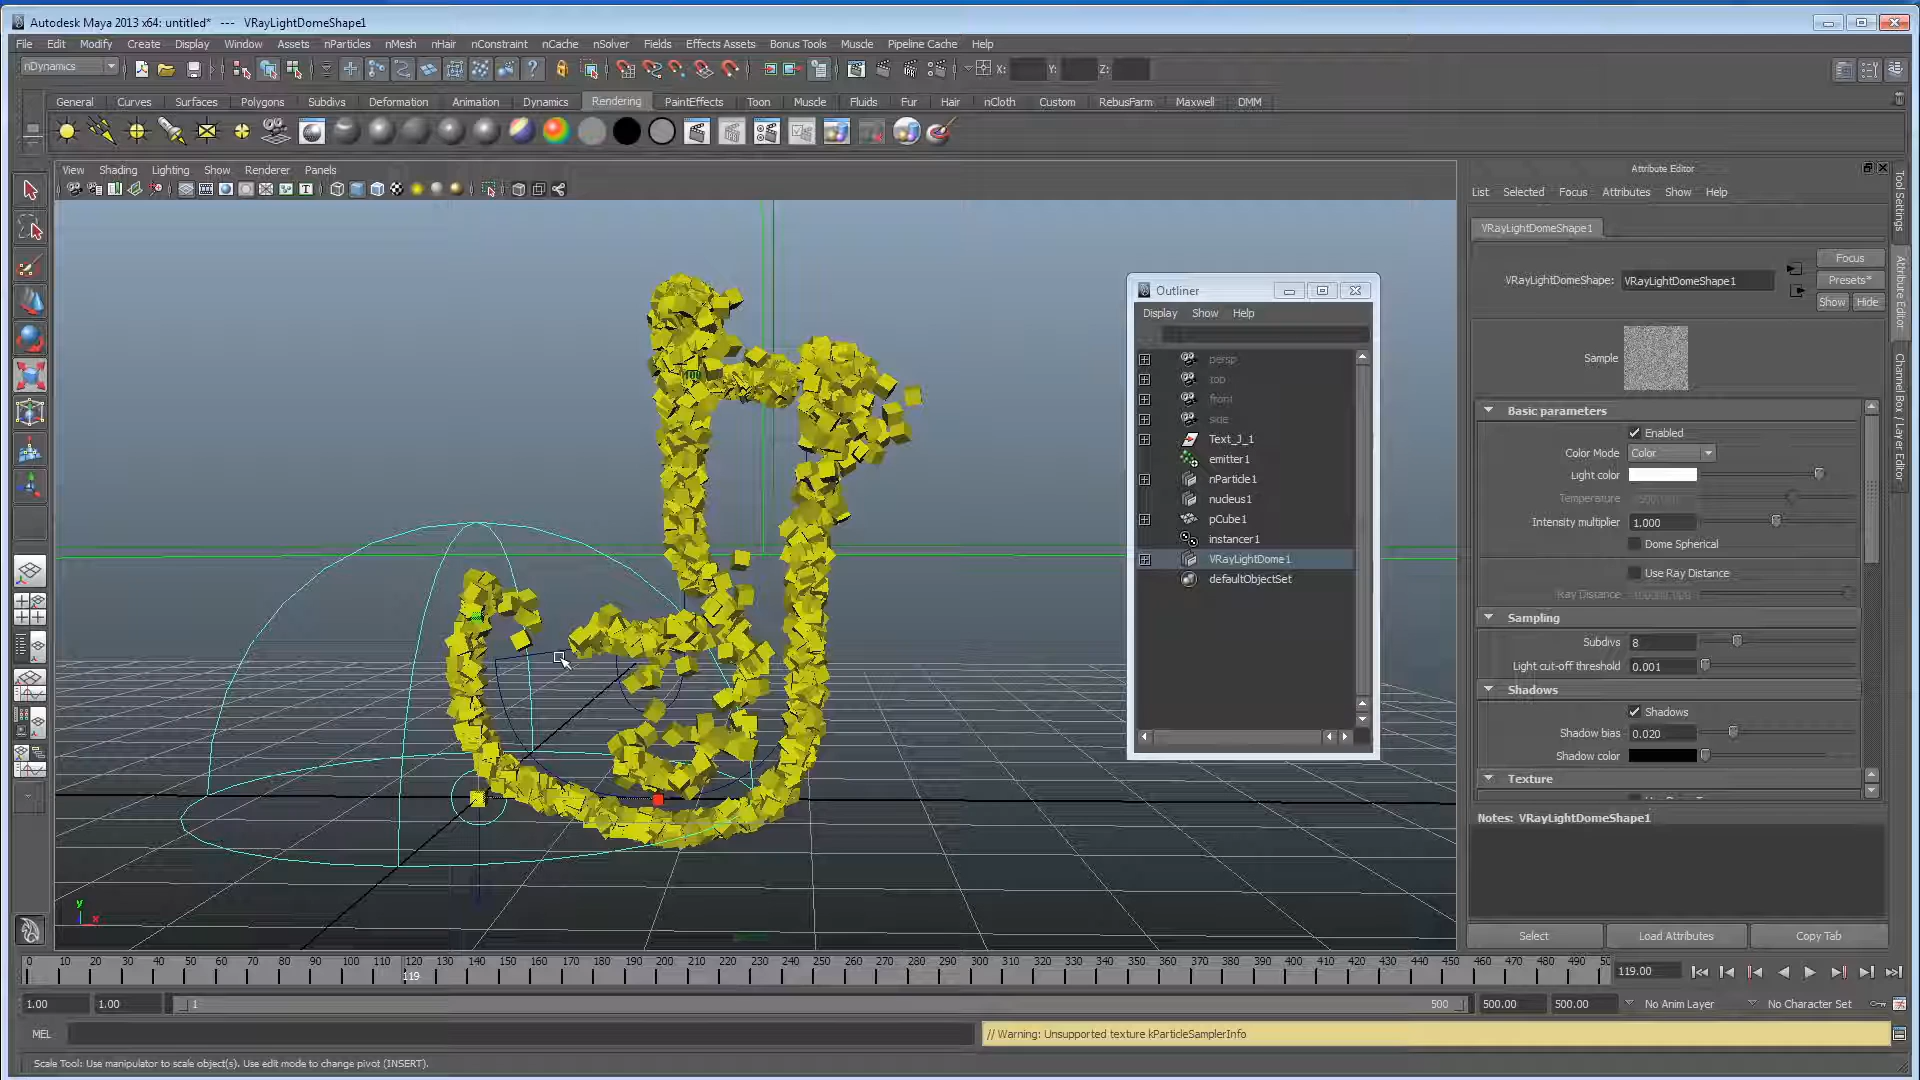 Autodesk Maya 2013 x64: untitled*   ---   VRayLightDomeShape1
File Edit Modify Create Display Window Assets nParticles nMesh nHair nConstraint nCache nSolver Fields Effects Assets Bonus Tools Muscle Pipeline Cache Help
nDynamics X: Y: Z:
General Curves Surfaces Polygons Subdivs Deformation Animation Dynamics Rendering PaintEffects Toon Muscle Fluids Fur Hair nCloth Custom RebusFarm Maxwell DMM
View Shading Lighting Show Renderer Panels
Attribute Editor
List Selected Focus Attributes Show Help
VRayLightDomeShape1
VRayLightDomeShape: VRayLightDomeShape1
Focus
Presets*
Show Hide
Sample
Basic parameters
Enabled
Color Mode Color
Light color
Temperature
Intensity multiplier 1.000
Dome Spherical
Use Ray Distance
Ray Distance
Sampling
Subdivs 8
Light cut-off threshold 0.001
Shadows
Shadows
Shadow bias 0.020
Shadow color
Texture
Notes: VRayLightDomeShape1
Select Load Attributes Copy Tab
Tool Settings
Attribute Editor
Channel Box / Layer Editor
Outliner
Display Show Help
persp
top
front
side
Text_J_1
emitter1
nParticle1
nucleus1
pCube1
instancer1
VRayLightDome1
defaultObjectSet
y
x
0 10 20 30 40 50 60 70 80 90 100 110 120 130 140 150 160 170 180 190 200 210 220 230 240 250 260 270 280 290 300 310 320 330 340 350 360 370 380 390 400 410 420 430 440 450 460 470 480 490
119
119.00
1.00 1.00 1 500 500.00 500.00 No Anim Layer No Character Set
MEL // Warning: Unsupported texture kParticleSamplerInfo
Scale Tool: Use manipulator to scale object(s). Use edit mode to change pivot (INSERT).